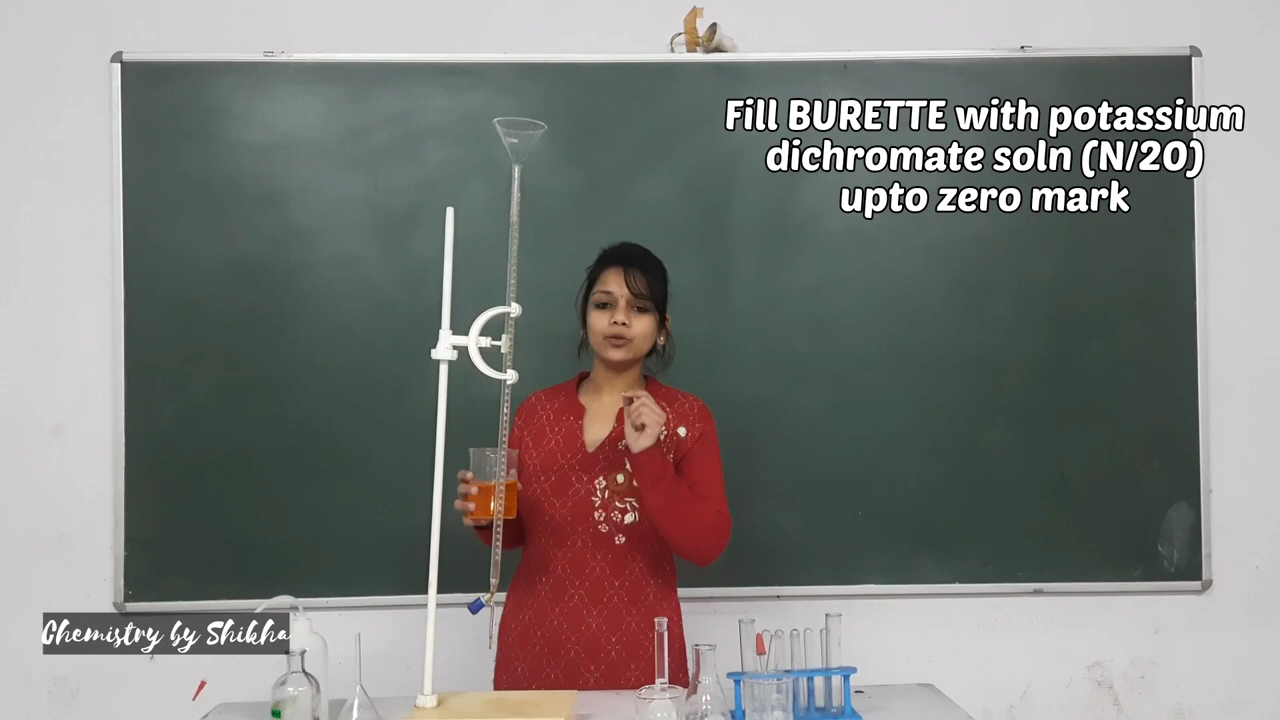 Fill BURETTE with potassium
dichromate soln (N/20)
upto zero mark
Chemistry by Shikha